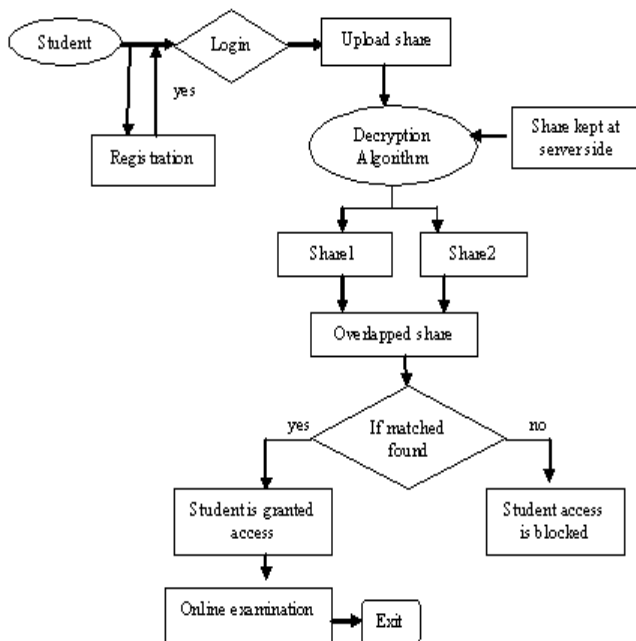 Student
Login
Upload share
yes
Registration
Decryption
Algorithm
Share kept at
server side
Share1
Share2
Overlapped share
yes
If matched
found
no
Student is granted
access
Student access
is blocked
Online examination
Exit